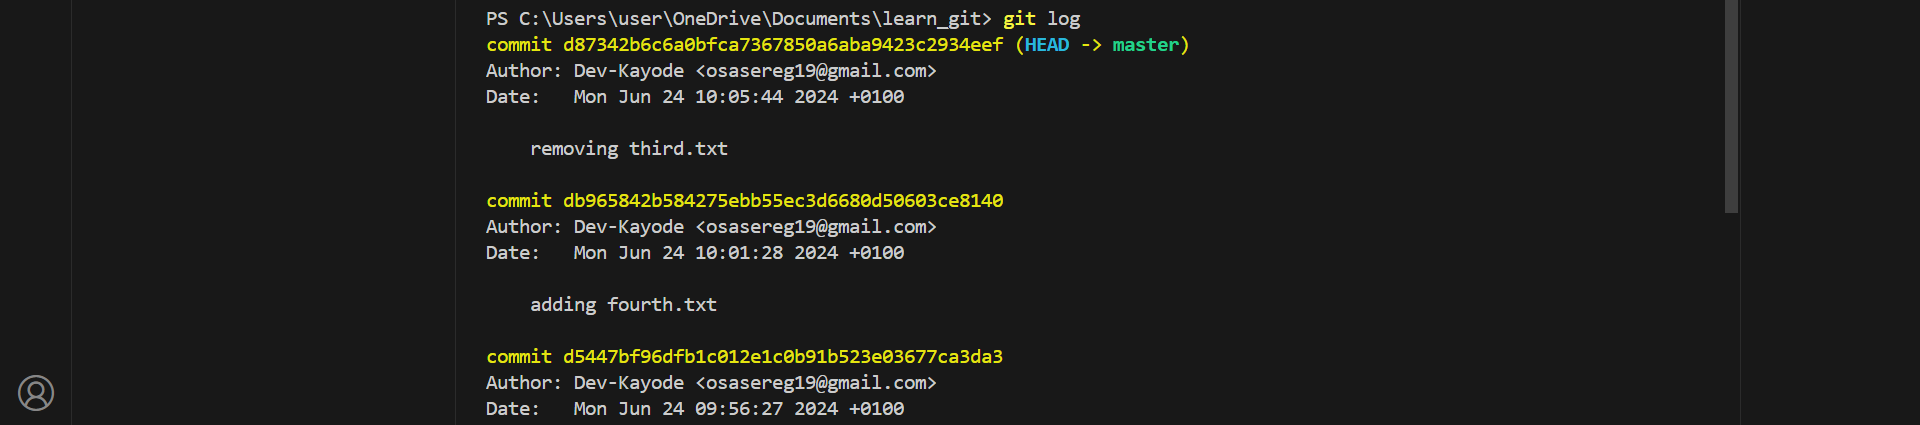 PS C:\Users\user\OneDrive\Documents\learn_git> git log
commit d87342b6c6a0bfca7367850a6aba9423c2934eef (HEAD -> master)
Author: Dev-Kayode <osasereg19@gmail.com>
Date:   Mon Jun 24 10:05:44 2024 +0100
removing third.txt
commit db965842b584275ebb55ec3d6680d50603ce8140
Author: Dev-Kayode <osasereg19@gmail.com>
Date:   Mon Jun 24 10:01:28 2024 +0100
adding fourth.txt
commit d5447bf96dfb1c012e1c0b91b523e03677ca3da3
Author: Dev-Kayode <osasereg19@gmail.com>
Date:   Mon Jun 24 09:56:27 2024 +0100